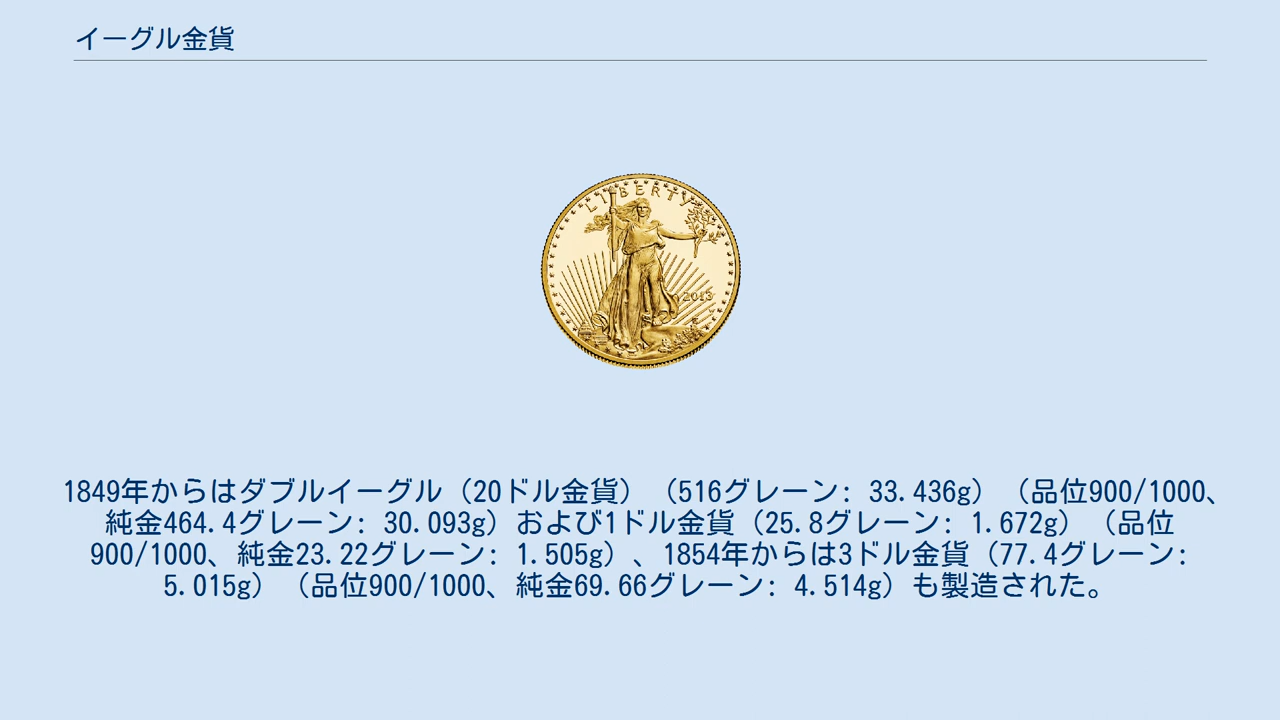 イーグル金貨
LIBERTY
2013
1849年からはダブルイーグル（20ドル金貨）（516グレーン: 33.436g）（品位900/1000、
純金464.4グレーン: 30.093g）および1ドル金貨（25.8グレーン: 1.672g）（品位
900/1000、純金23.22グレーン: 1.505g）、1854年からは3ドル金貨（77.4グレーン:
5.015g）（品位900/1000、純金69.66グレーン: 4.514g）も製造された。